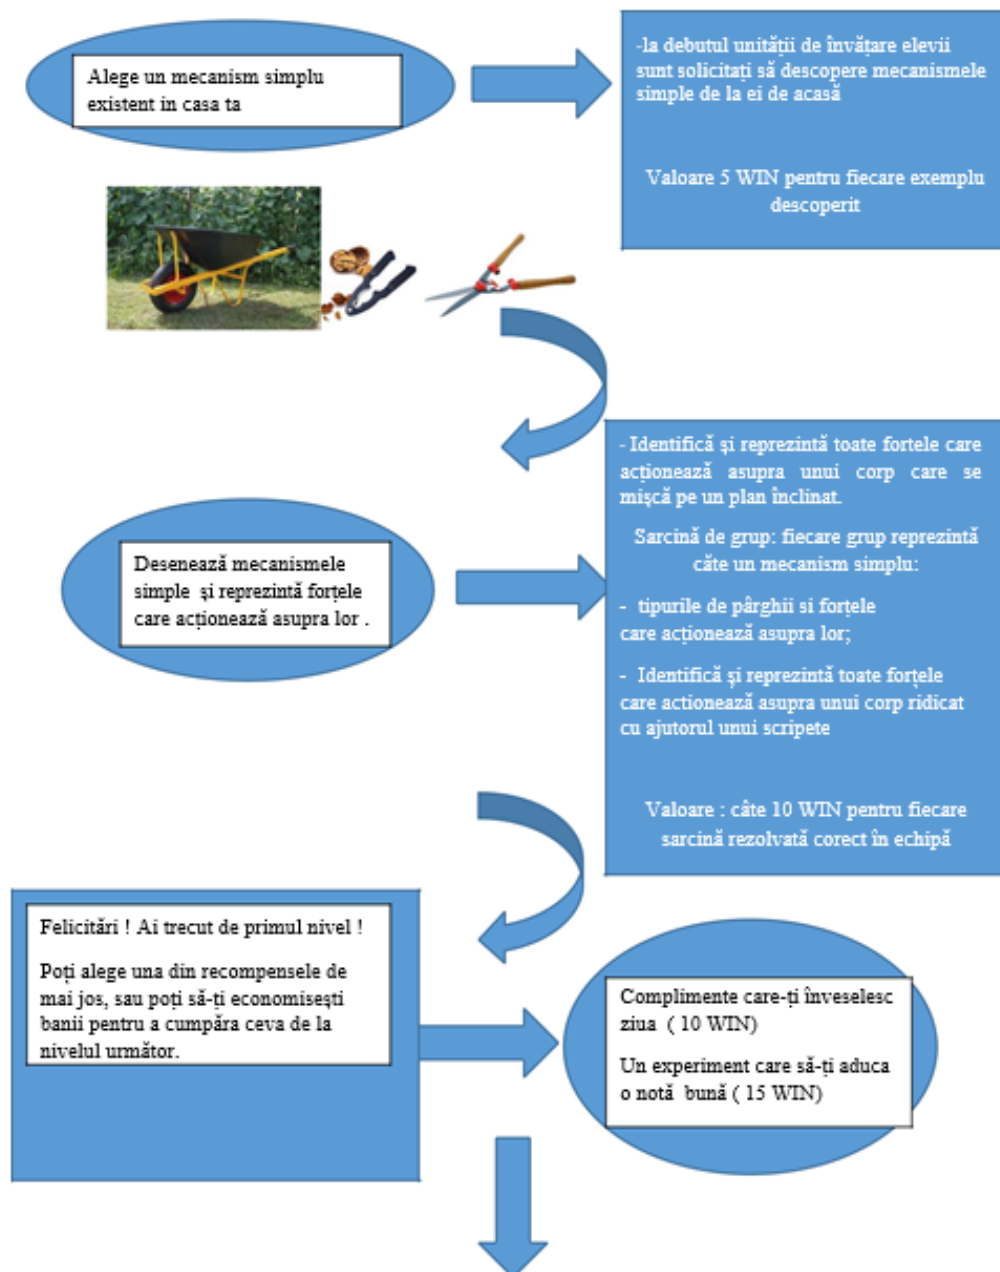 Alege un mecanism simplu
existent in casa ta
-la debutul unității de învățare elevii
sunt solicitați să descopere mecanismele
simple de la ei de acasă
Valoare 5 WIN pentru fiecare exemplu
descoperit
- Identifică și reprezintă toate fortele care
acționează asupra unui corp care se
mișcă pe un plan înclinat.
Sarcină de grup: fiecare grup reprezintă
câte un mecanism simplu:
- tipurile de pârghii si forțele
care acționează asupra lor;
- Identifică și reprezintă toate forțele
care actionează asupra unui corp ridicat
cu ajutorul unui scripete
Valoare : câte 10 WIN pentru fiecare
sarcină rezolvată corect în echipă
Desenează mecanismele
simple și reprezintă forțele
care acționează asupra lor .
Felicitări ! Ai trecut de primul nivel !
Poți alege una din recompensele de
mai jos, sau poți să-ți economisești
banii pentru a cumpăra ceva de la
nivelul următor.
Complimente care-ți înveselesc
ziua ( 10 WIN)
Un experiment care să-ți aduca
o notă bună ( 15 WIN)